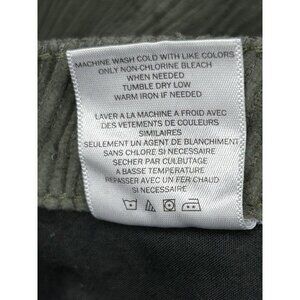 MACHINE WASH COLD WITH LIKE COLORS
ONLY NON-CHLORINE BLEACH
WHEN NEEDED
TUMBLE DRY LOW
WARM IRON IF NEEDED
LAVER A LA MACHINE A FROID AVEC
DES VETEMENTS DE COULEURS
SIMILAIRES
SEULEMENT UN AGENT DE BLANCHIMENT
SANS CHLORE SI NECESSAIRE
SECHER PAR CULBUTAGE
A BASSE TEMPERATURE
REPASSER AVEC UN FER CHAUD
SI NECESSAIRE